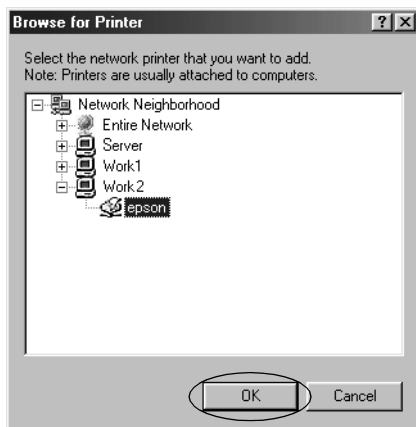 Browse for Printer
Select the network printer that you want to add.
Note: Printers are usually attached to computers.
Network Neighborhood
Entire Network
Server
Work1
Work2
epson
OK Cancel